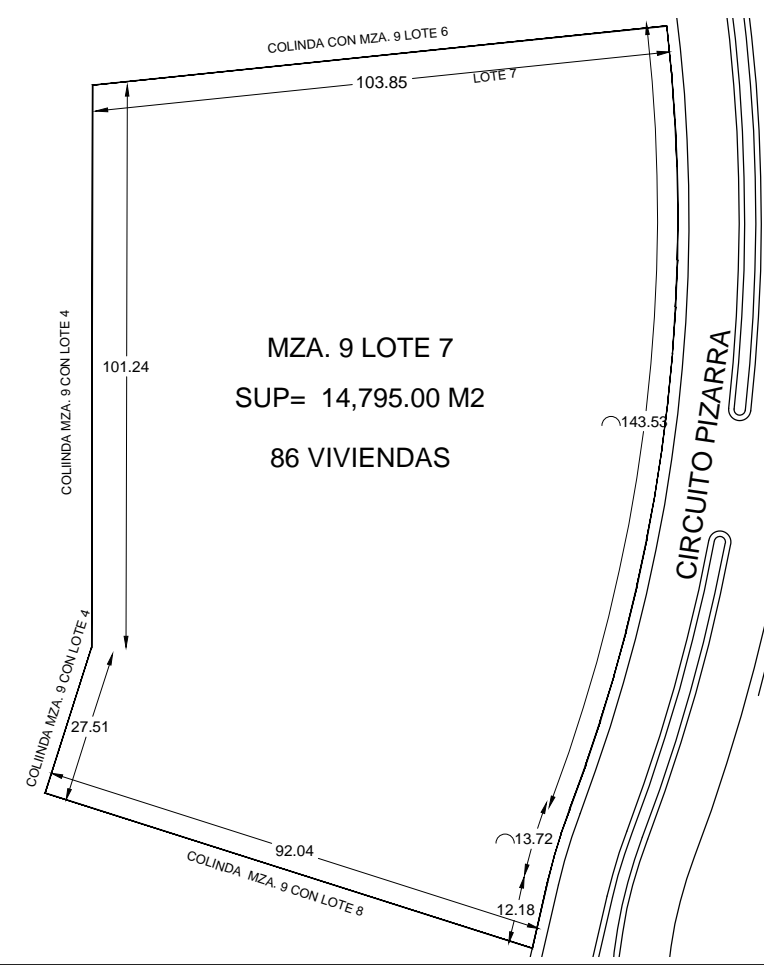 COLINDA CON MZA. 9 LOTE 6
103.85
LOTE 7
COLIINDA MZA. 9 CON LOTE 4
101.24
MZA. 9 LOTE 7
SUP= 14,795.00 M2
86 VIVIENDAS
143.53
CIRCUITO PIZARRA
COLIINDA MZA. 9 CON LOTE 4
27.51
92.04
COLINDA MZA. 9 CON LOTE 8
13.72
12.18